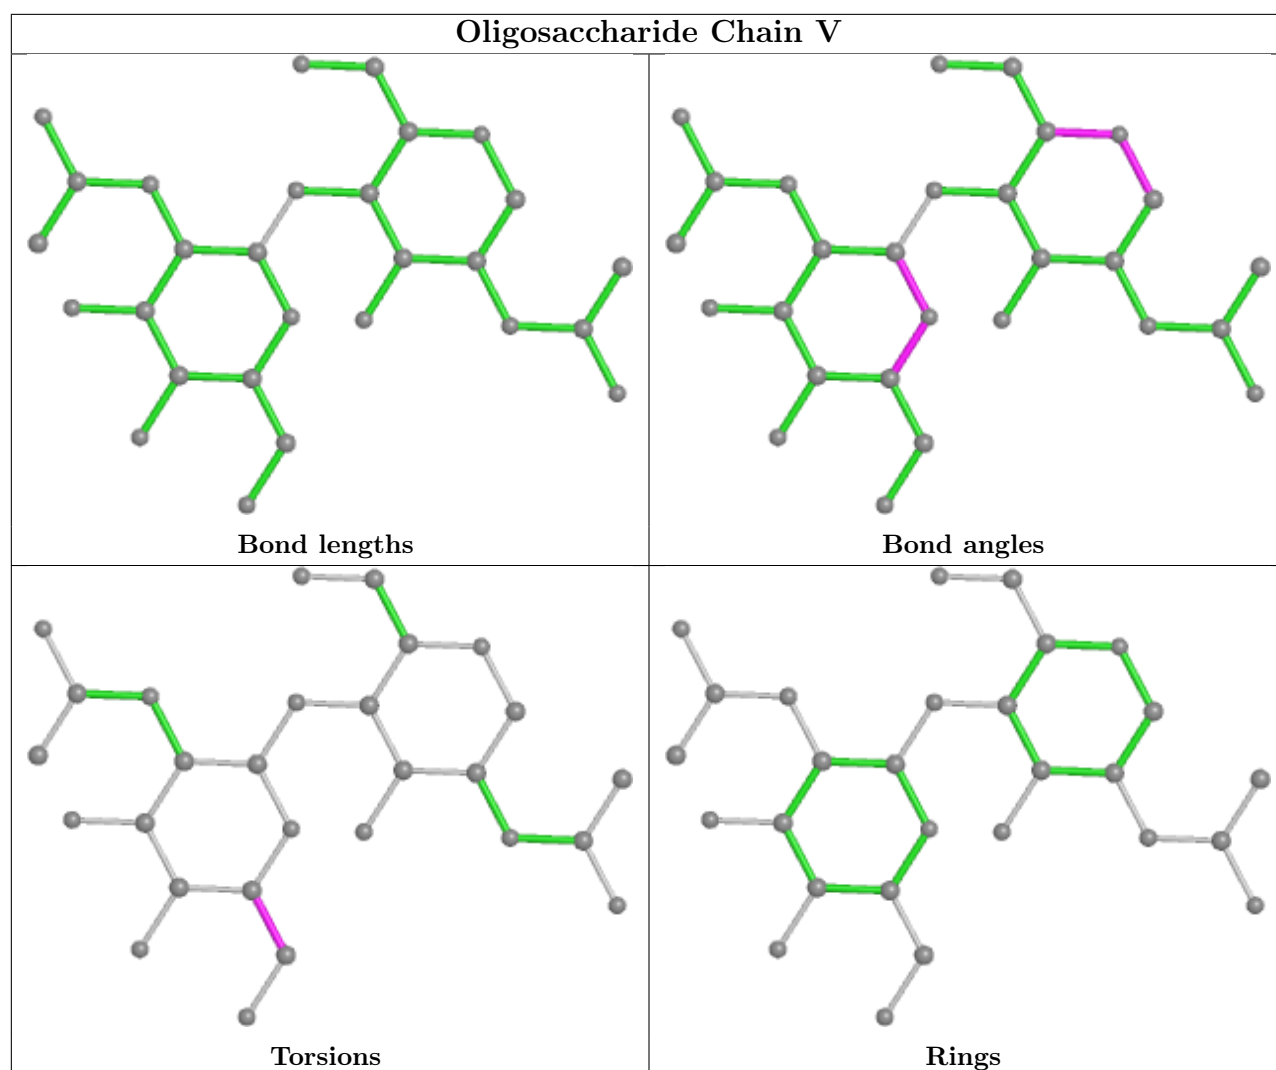 Oligosaccharide Chain V
Bond lengths
Bond angles
Torsions
Rings